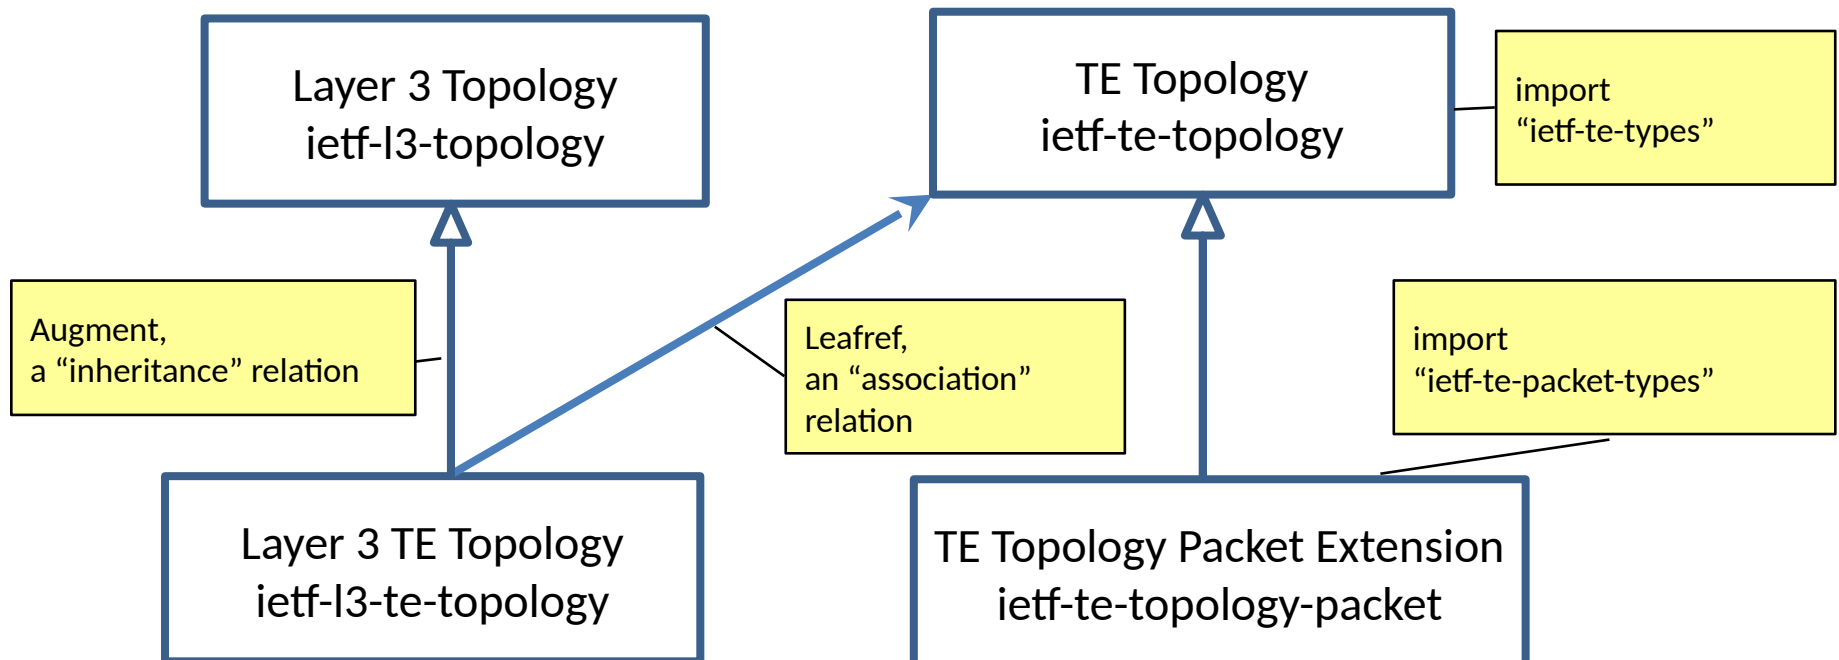 Layer 3 Topology
ietf-l3-topology
TE Topology
ietf-te-topology
import
“ietf-te-types”
Augment,
a “inheritance” relation
Leafref,
an “association”
relation
import
“ietf-te-packet-types”
Layer 3 TE Topology
ietf-l3-te-topology
TE Topology Packet Extension
ietf-te-topology-packet